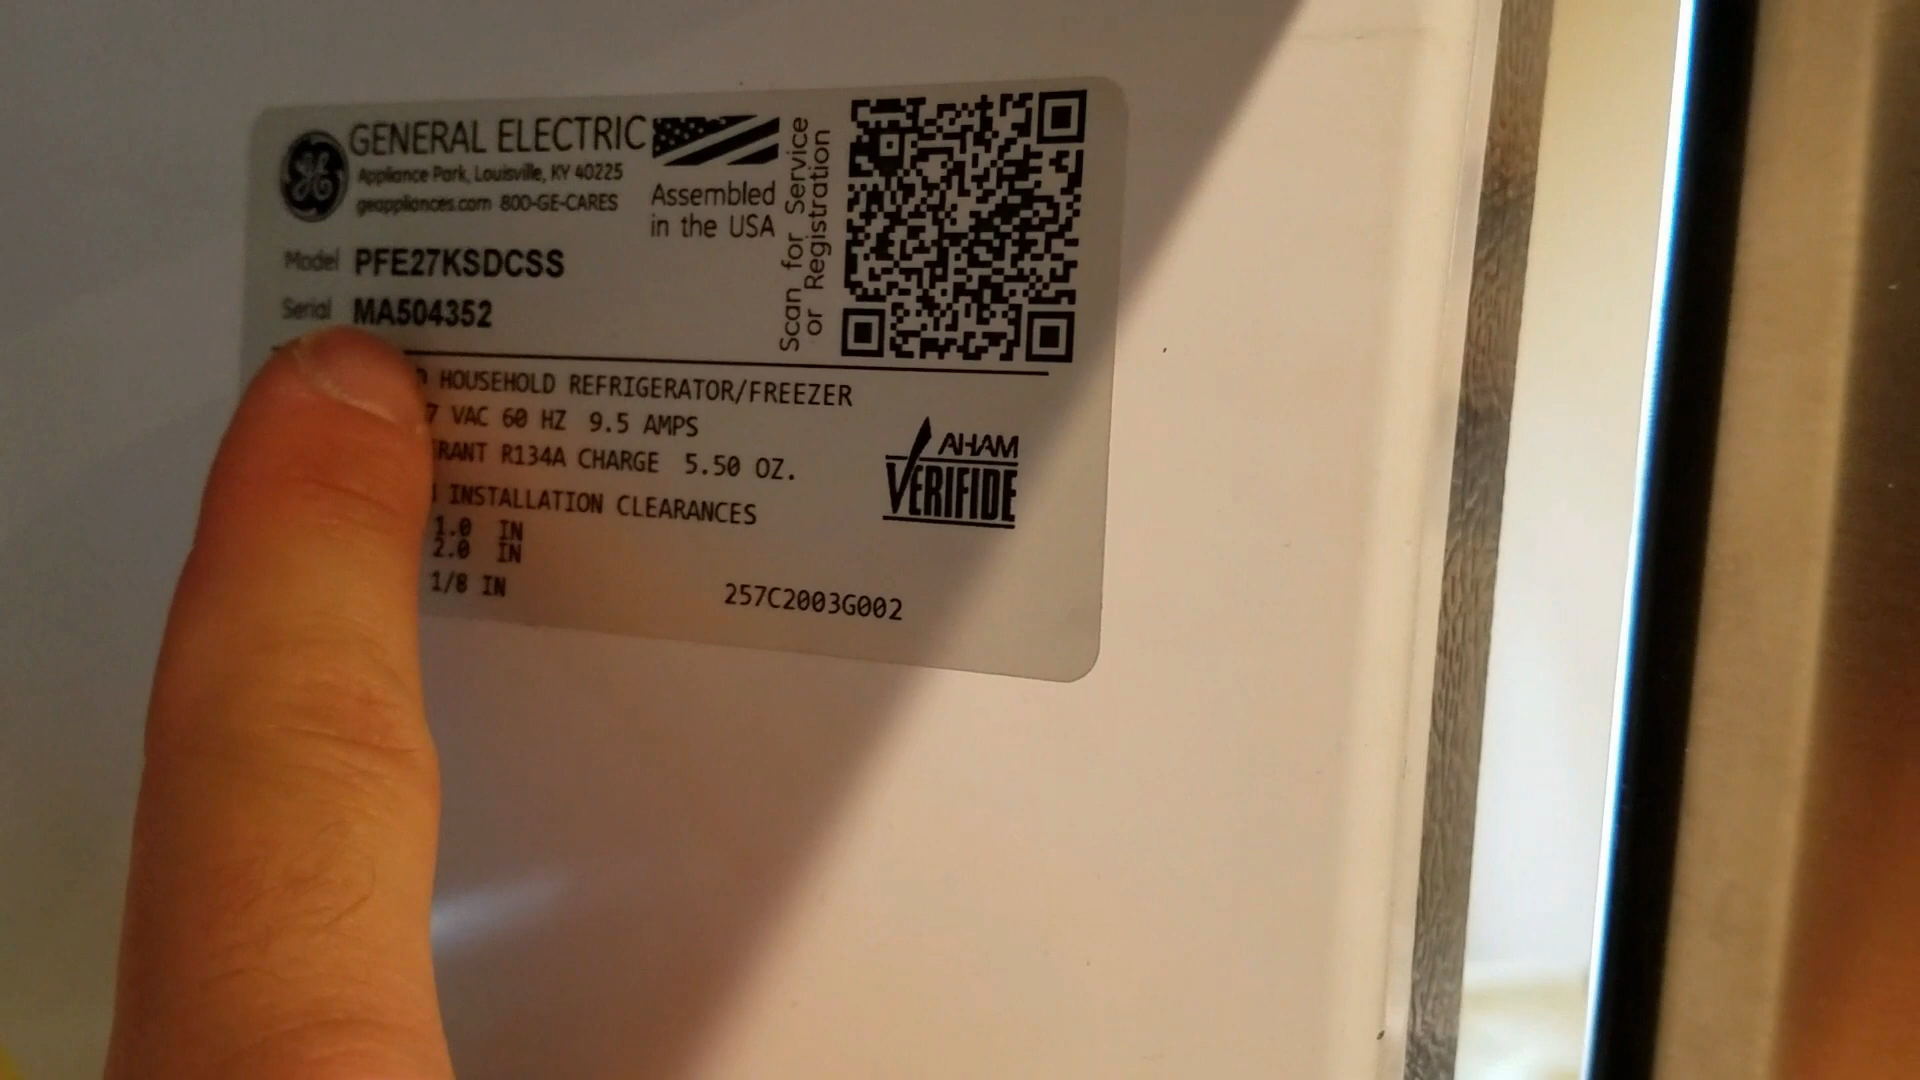 GENERAL ELECTRIC
Appliance Park, Louisville, KY 40225
geappliances.com 800-GE-CARES
Assembled
in the USA
Scan for Service
or Registration
Model PFE27KSDCSS
Serial MA504352
HOUSEHOLD REFRIGERATOR/FREEZER
7 VAC 60 HZ 9.5 AMPS
RANT R134A CHARGE 5.50 OZ.
INSTALLATION CLEARANCES
1.0 IN
2.0 IN
1/8 IN
AHAM
VERIFIDE
257C2003G002